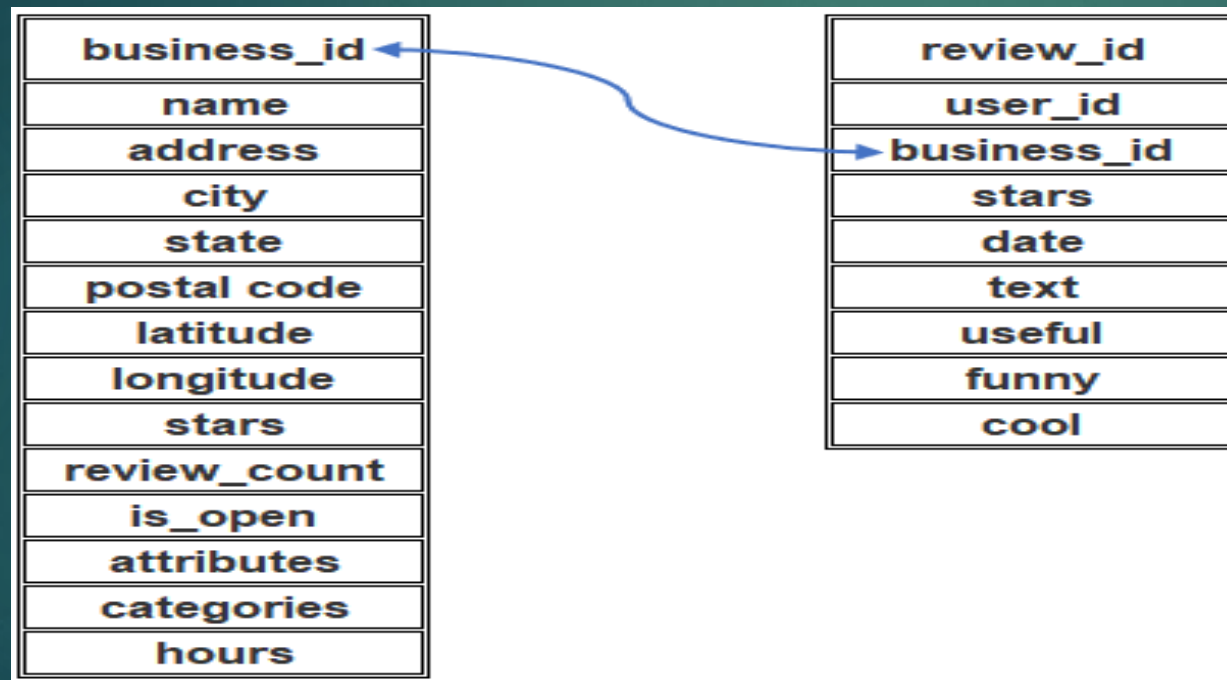 business_id
name
address
city
state
postal code
latitude
longitude
stars
review_count
is_open
attributes
categories
hours
review_id
user_id
business_id
stars
date
text
useful
funny
cool